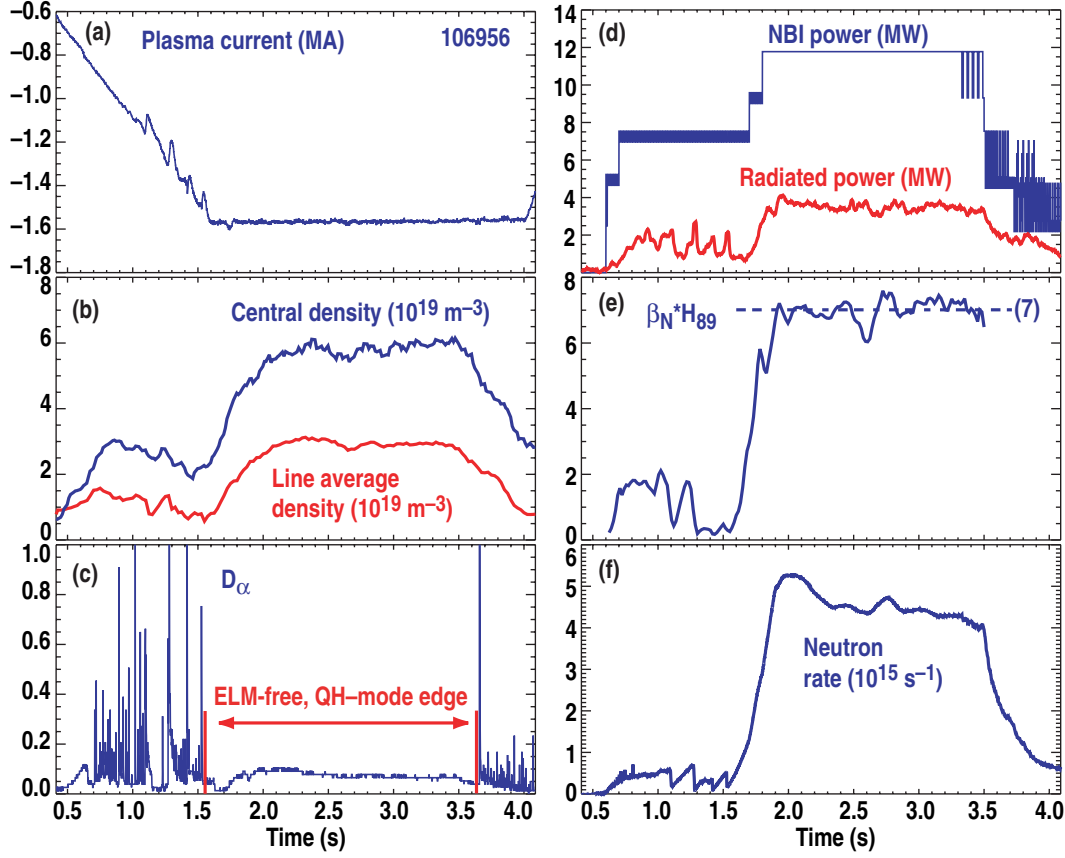 (a)
Plasma current (MA)
106956
−0.6
−0.8
−1.0
−1.2
−1.4
−1.6
−1.8
(b)
Central density (10¹⁹ m⁻³)
Line average
density (10¹⁹ m⁻³)
8
6
4
2
0
(c)
Dα
ELM-free, QH–mode edge
1.0
0.8
0.6
0.4
0.2
0.0
0.5 1.0 1.5 2.0 2.5 3.0 3.5 4.0
Time (s)
(d)
NBI power (MW)
Radiated power (MW)
14
12
10
8
6
4
2
(e)
βN*H89
(7)
8
6
4
2
0
(f)
Neutron
rate (10¹⁵ s⁻¹)
6
5
4
3
2
1
0
0.5 1.0 1.5 2.0 2.5 3.0 3.5 4.0
Time (s)